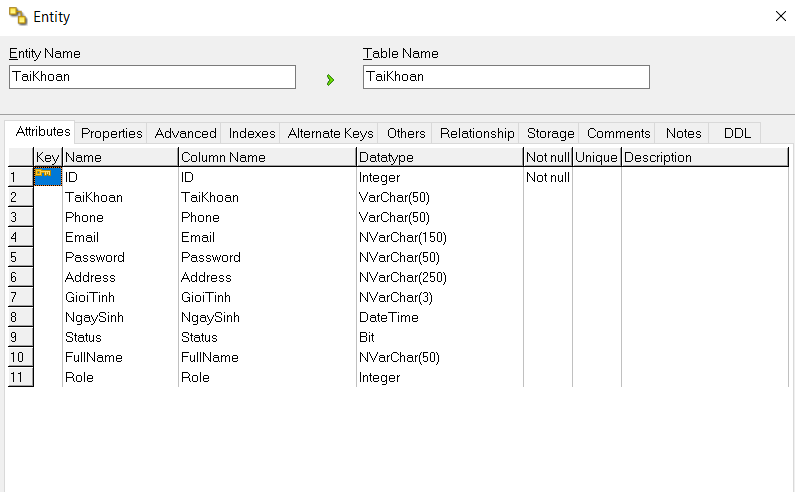 Entity
Entity Name Table Name
TaiKhoan TaiKhoan
Attributes Properties Advanced Indexes Alternate Keys Others Relationship Storage Comments Notes DDL
Key Name Column Name Datatype Not null Unique Description
1 ID ID Integer Not null
2 TaiKhoan TaiKhoan VarChar(50)
3 Phone Phone VarChar(50)
4 Email Email NVarChar(150)
5 Password Password NVarChar(50)
6 Address Address NVarChar(250)
7 GioiTinh GioiTinh NVarChar(3)
8 NgaySinh NgaySinh DateTime
9 Status Status Bit
10 FullName FullName NVarChar(50)
11 Role Role Integer